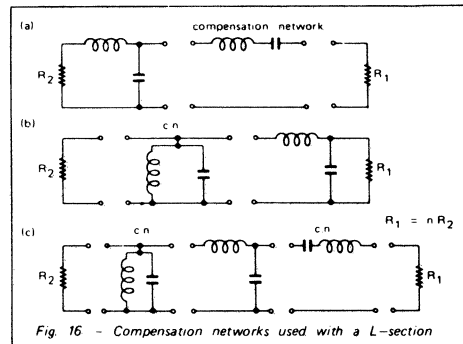 (a)
compensation network
R2
R1
(b)
c n
R2
R1
R1 = n R2
(c)
c n
c.n
R2
R1
Fig. 16 - Compensation networks used with a L-section